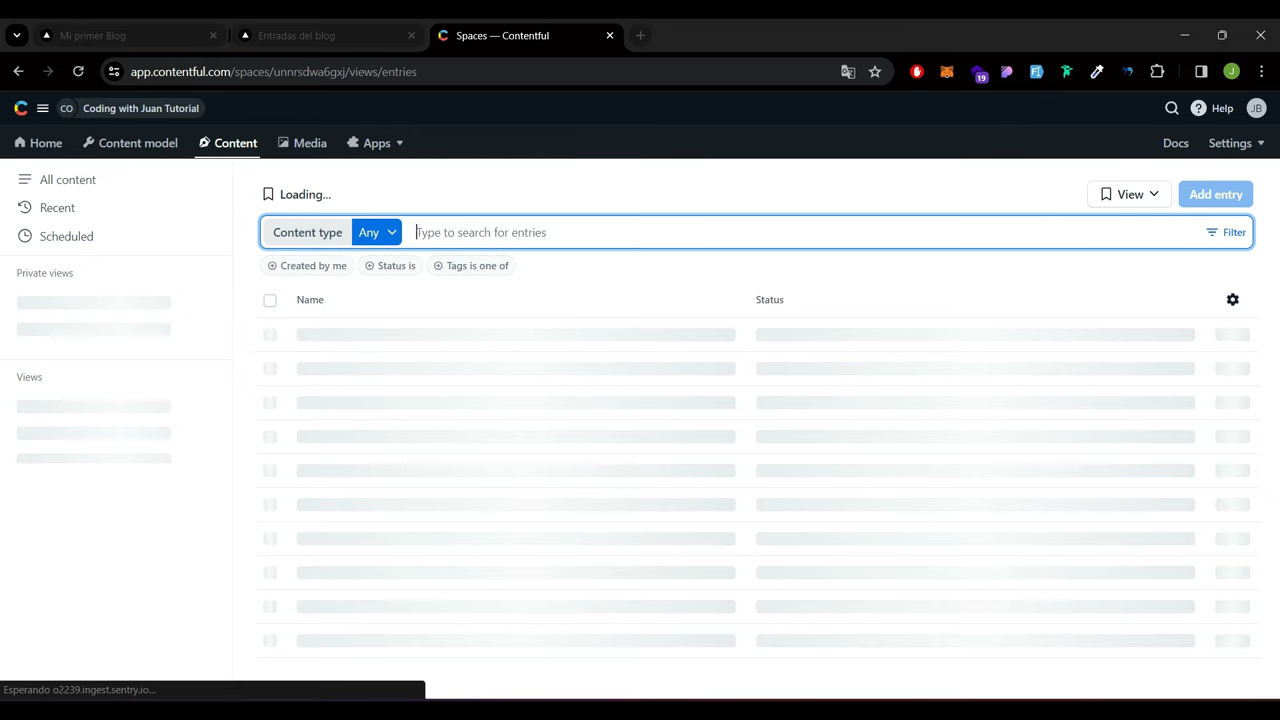 Mi primer Blog
Entradas del blog
Spaces — Contentful
app.contentful.com/spaces/unnrsdwa6gxj/views/entries
19
J
CO
Coding with Juan Tutorial
Help
JB
Home
Content model
Content
Media
Apps
Docs
Settings
All content
Recent
Scheduled
Private views
Views
Loading...
View
Add entry
Content type
Any
Type to search for entries
Filter
Created by me
Status is
Tags is one of
Name
Status
Esperando o2239.ingest.sentry.io...